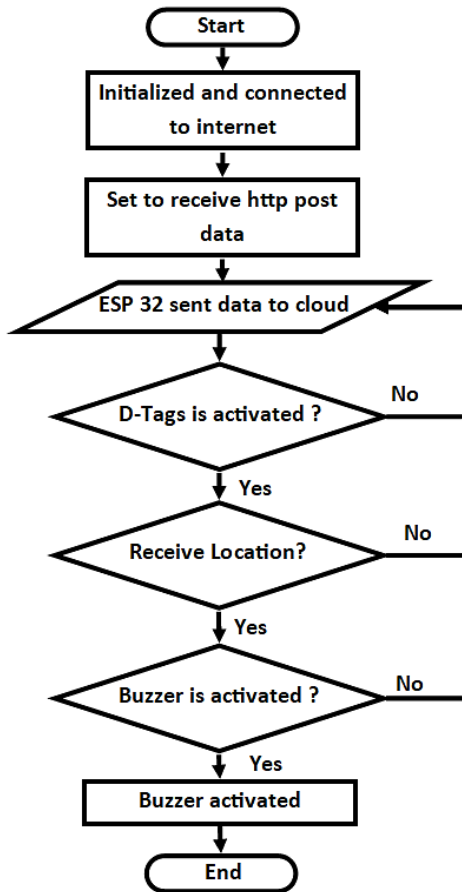 Start
Initialized and connected
to internet
Set to receive http post
data
ESP 32 sent data to cloud
D-Tags is activated ?
No
Yes
Receive Location?
No
Yes
Buzzer is activated ?
No
Yes
Buzzer activated
End